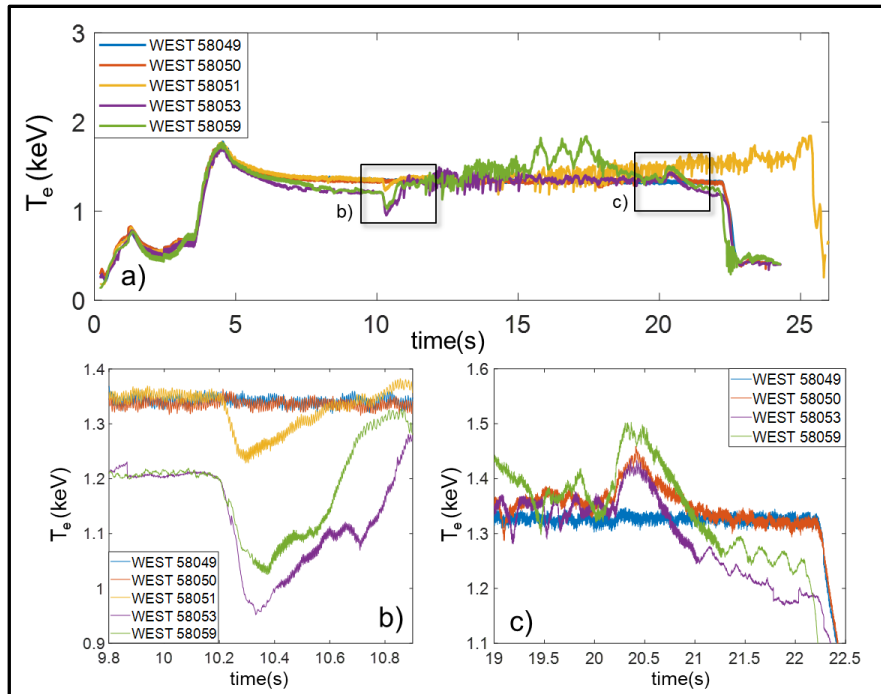 3
2
1
0
T_e (keV)
WEST 58049
WEST 58050
WEST 58051
WEST 58053
WEST 58059
b)
c)
a)
0 5 10 15 20 25
time(s)
1.4
1.3
1.2
1.1
1
0.9
T_e (keV)
WEST 58049
WEST 58050
WEST 58051
WEST 58053
WEST 58059
b)
9.8 10 10.2 10.4 10.6 10.8
time(s)
1.6
1.5
1.4
1.3
1.2
1.1
T_e (keV)
WEST 58049
WEST 58050
WEST 58053
WEST 58059
c)
19 19.5 20 20.5 21 21.5 22 22.5
time(s)